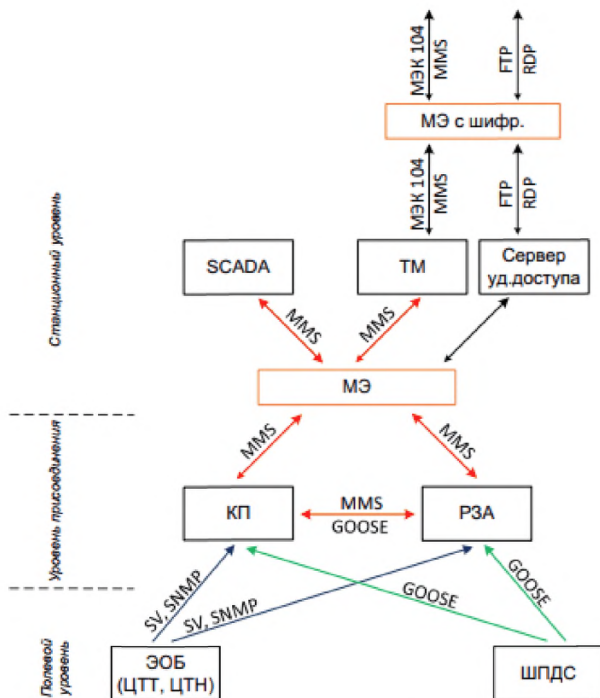 МЭК 104
MMS
FTP
RDP
МЭ с шифр.
МЭК 104
MMS
FTP
RDP
Станционный уровень
SCADA
ТМ
Сервер
уд.доступа
MMS
MMS
МЭ
Уровень присоединения
MMS
MMS
КП
MMS
GOOSE
РЗА
SV, SNMP
SV, SNMP
GOOSE
GOOSE
Полевой
уровень
ЭОБ
(ЦТТ, ЦТН)
ШПДС